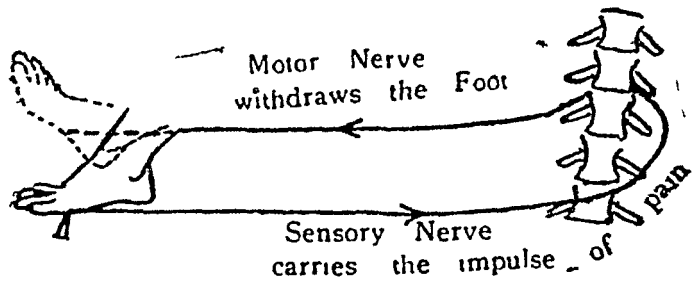 Motor Nerve
withdraws the Foot
Sensory Nerve
carries the impulse of pain